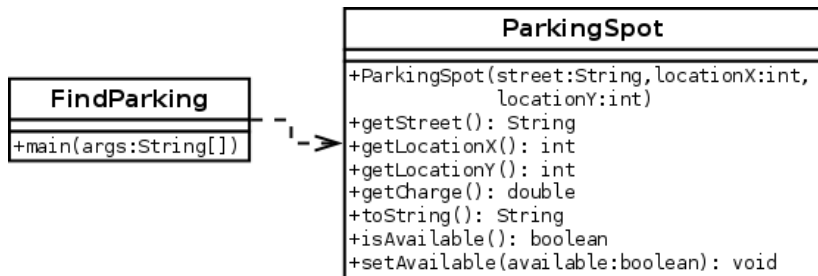 FindParking
+main(args:String[])
ParkingSpot
+ParkingSpot(street:String,locationX:int,
locationY:int)
+getStreet(): String
+getLocationX(): int
+getLocationY(): int
+getCharge(): double
+toString(): String
+isAvailable(): boolean
+setAvailable(available:boolean): void